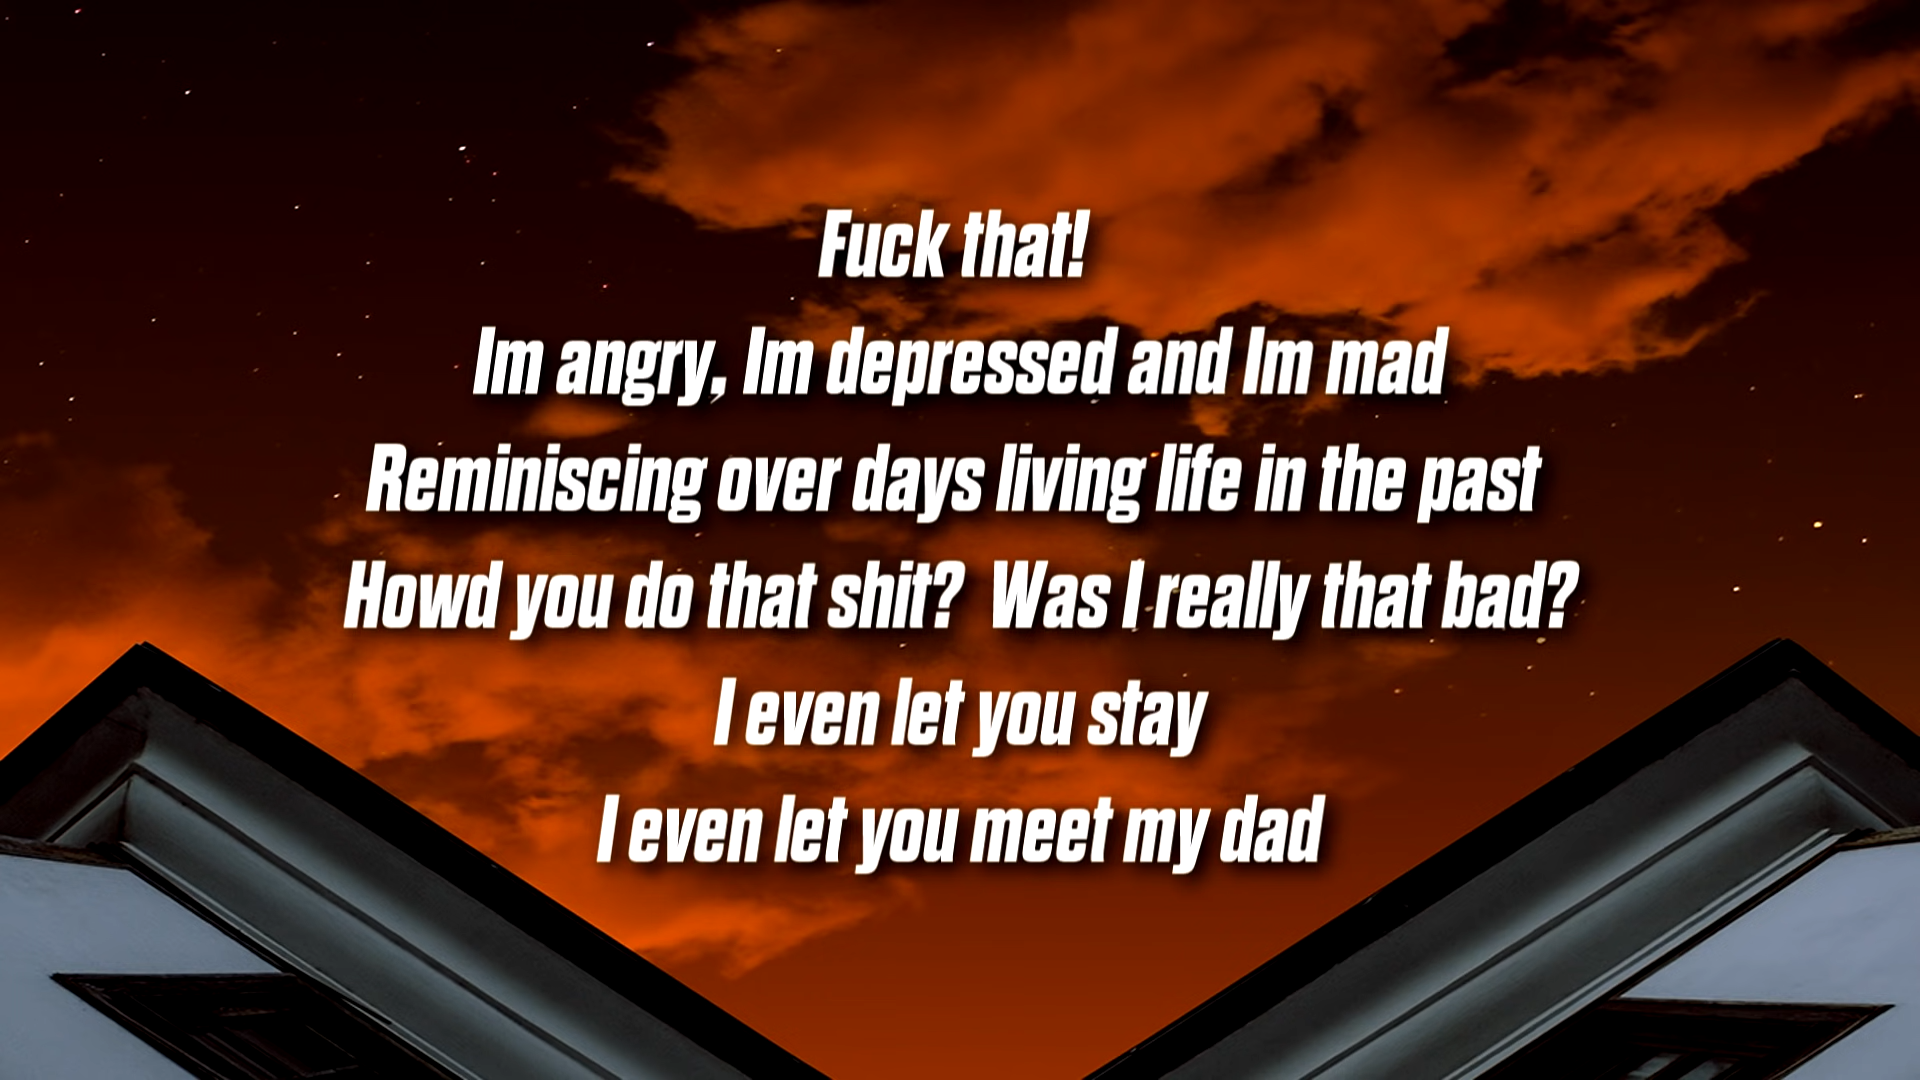 Fuck that!
Im angry, Im depressed and Im mad
Reminiscing over days living life in the past
Howd you do that shit?  Was I really that bad?
I even let you stay
I even let you meet my dad